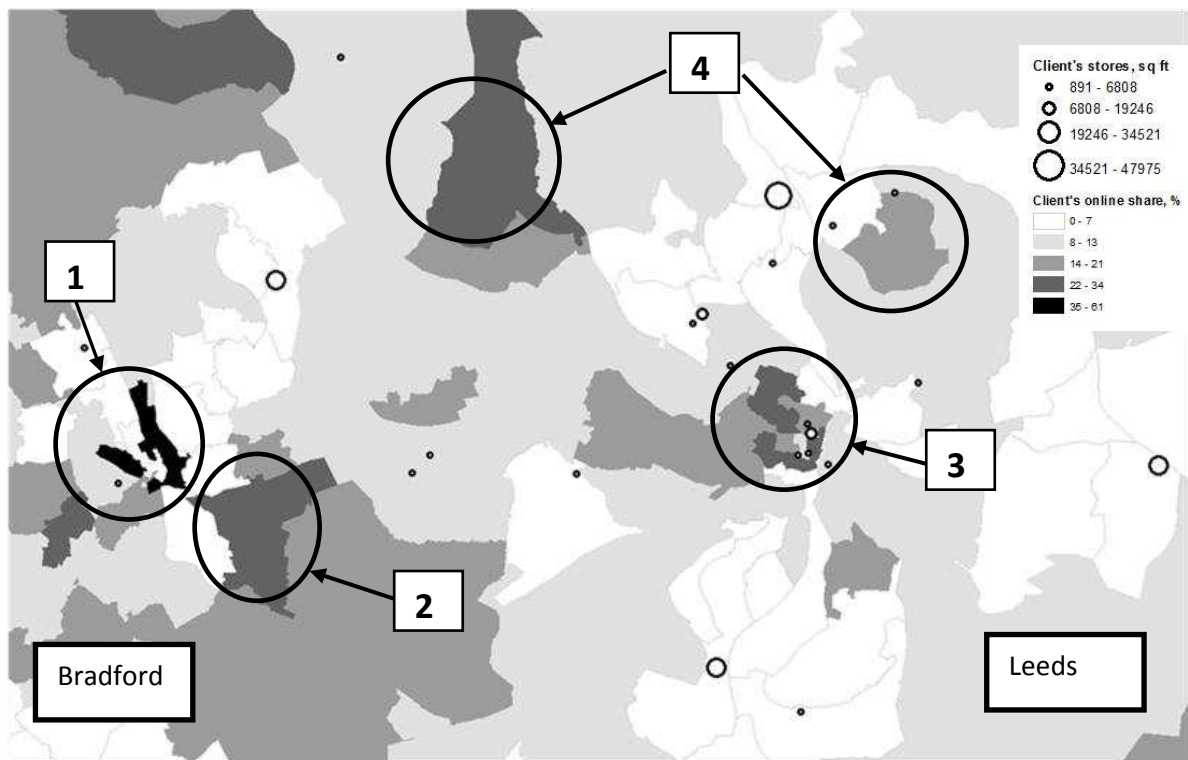 4
Client's stores, sq ft
891 - 6808
6808 - 19246
19246 - 34521
34521 - 47975
Client's online share, %
0 - 7
8 - 13
14 - 21
22 - 34
35 - 61
1
3
2
Bradford
Leeds